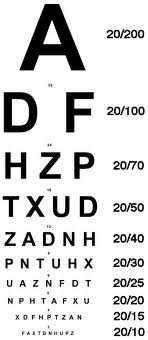 A 20/200
D F 20/100
H Z P 20/70
T X U D 20/50
Z A D N H 20/40
P N T U H X 20/30
U A Z N F D T 20/25
N P H T A F X U 20/20
X D F H P T Z A N 20/15
F A X T D N H U P Z 20/10